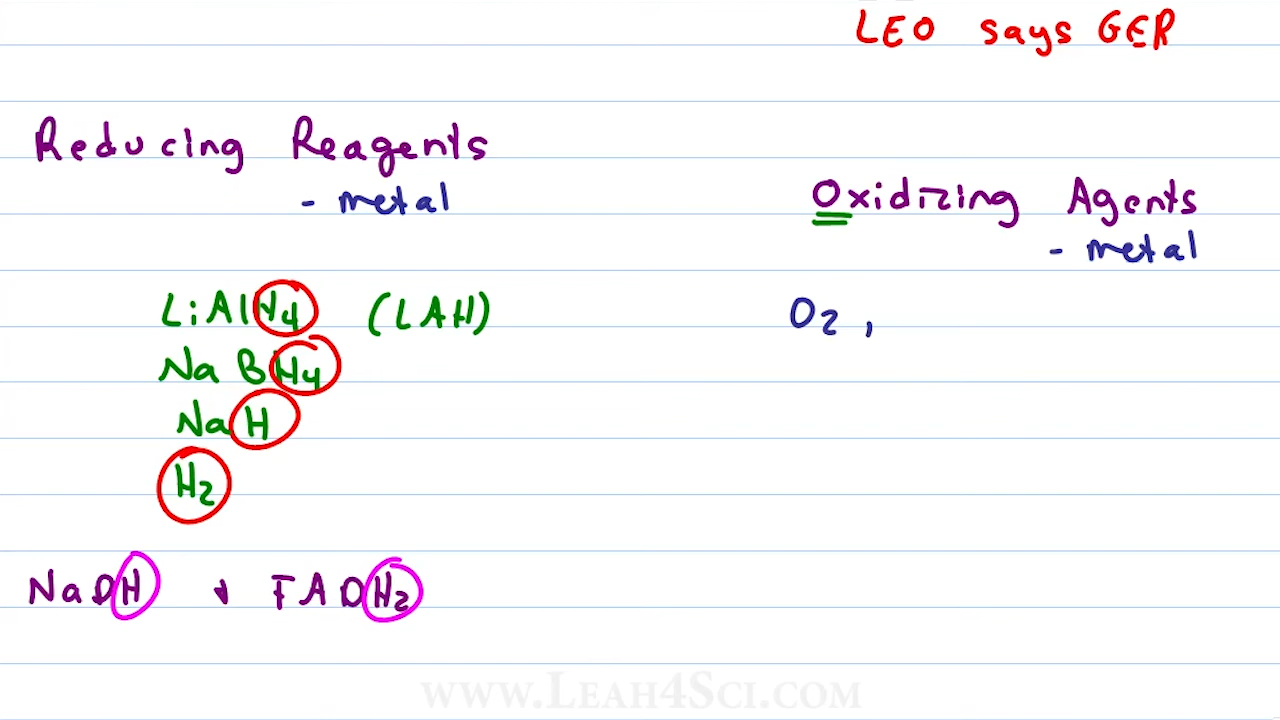 LEO says GER
Reducing Reagents
- metal
Oxidizing Agents
- metal
LiAlH4 (LAH)
NaBH4
NaH
H2
O2 ,
NaDH + FADH2
www.Leah4Sci.com